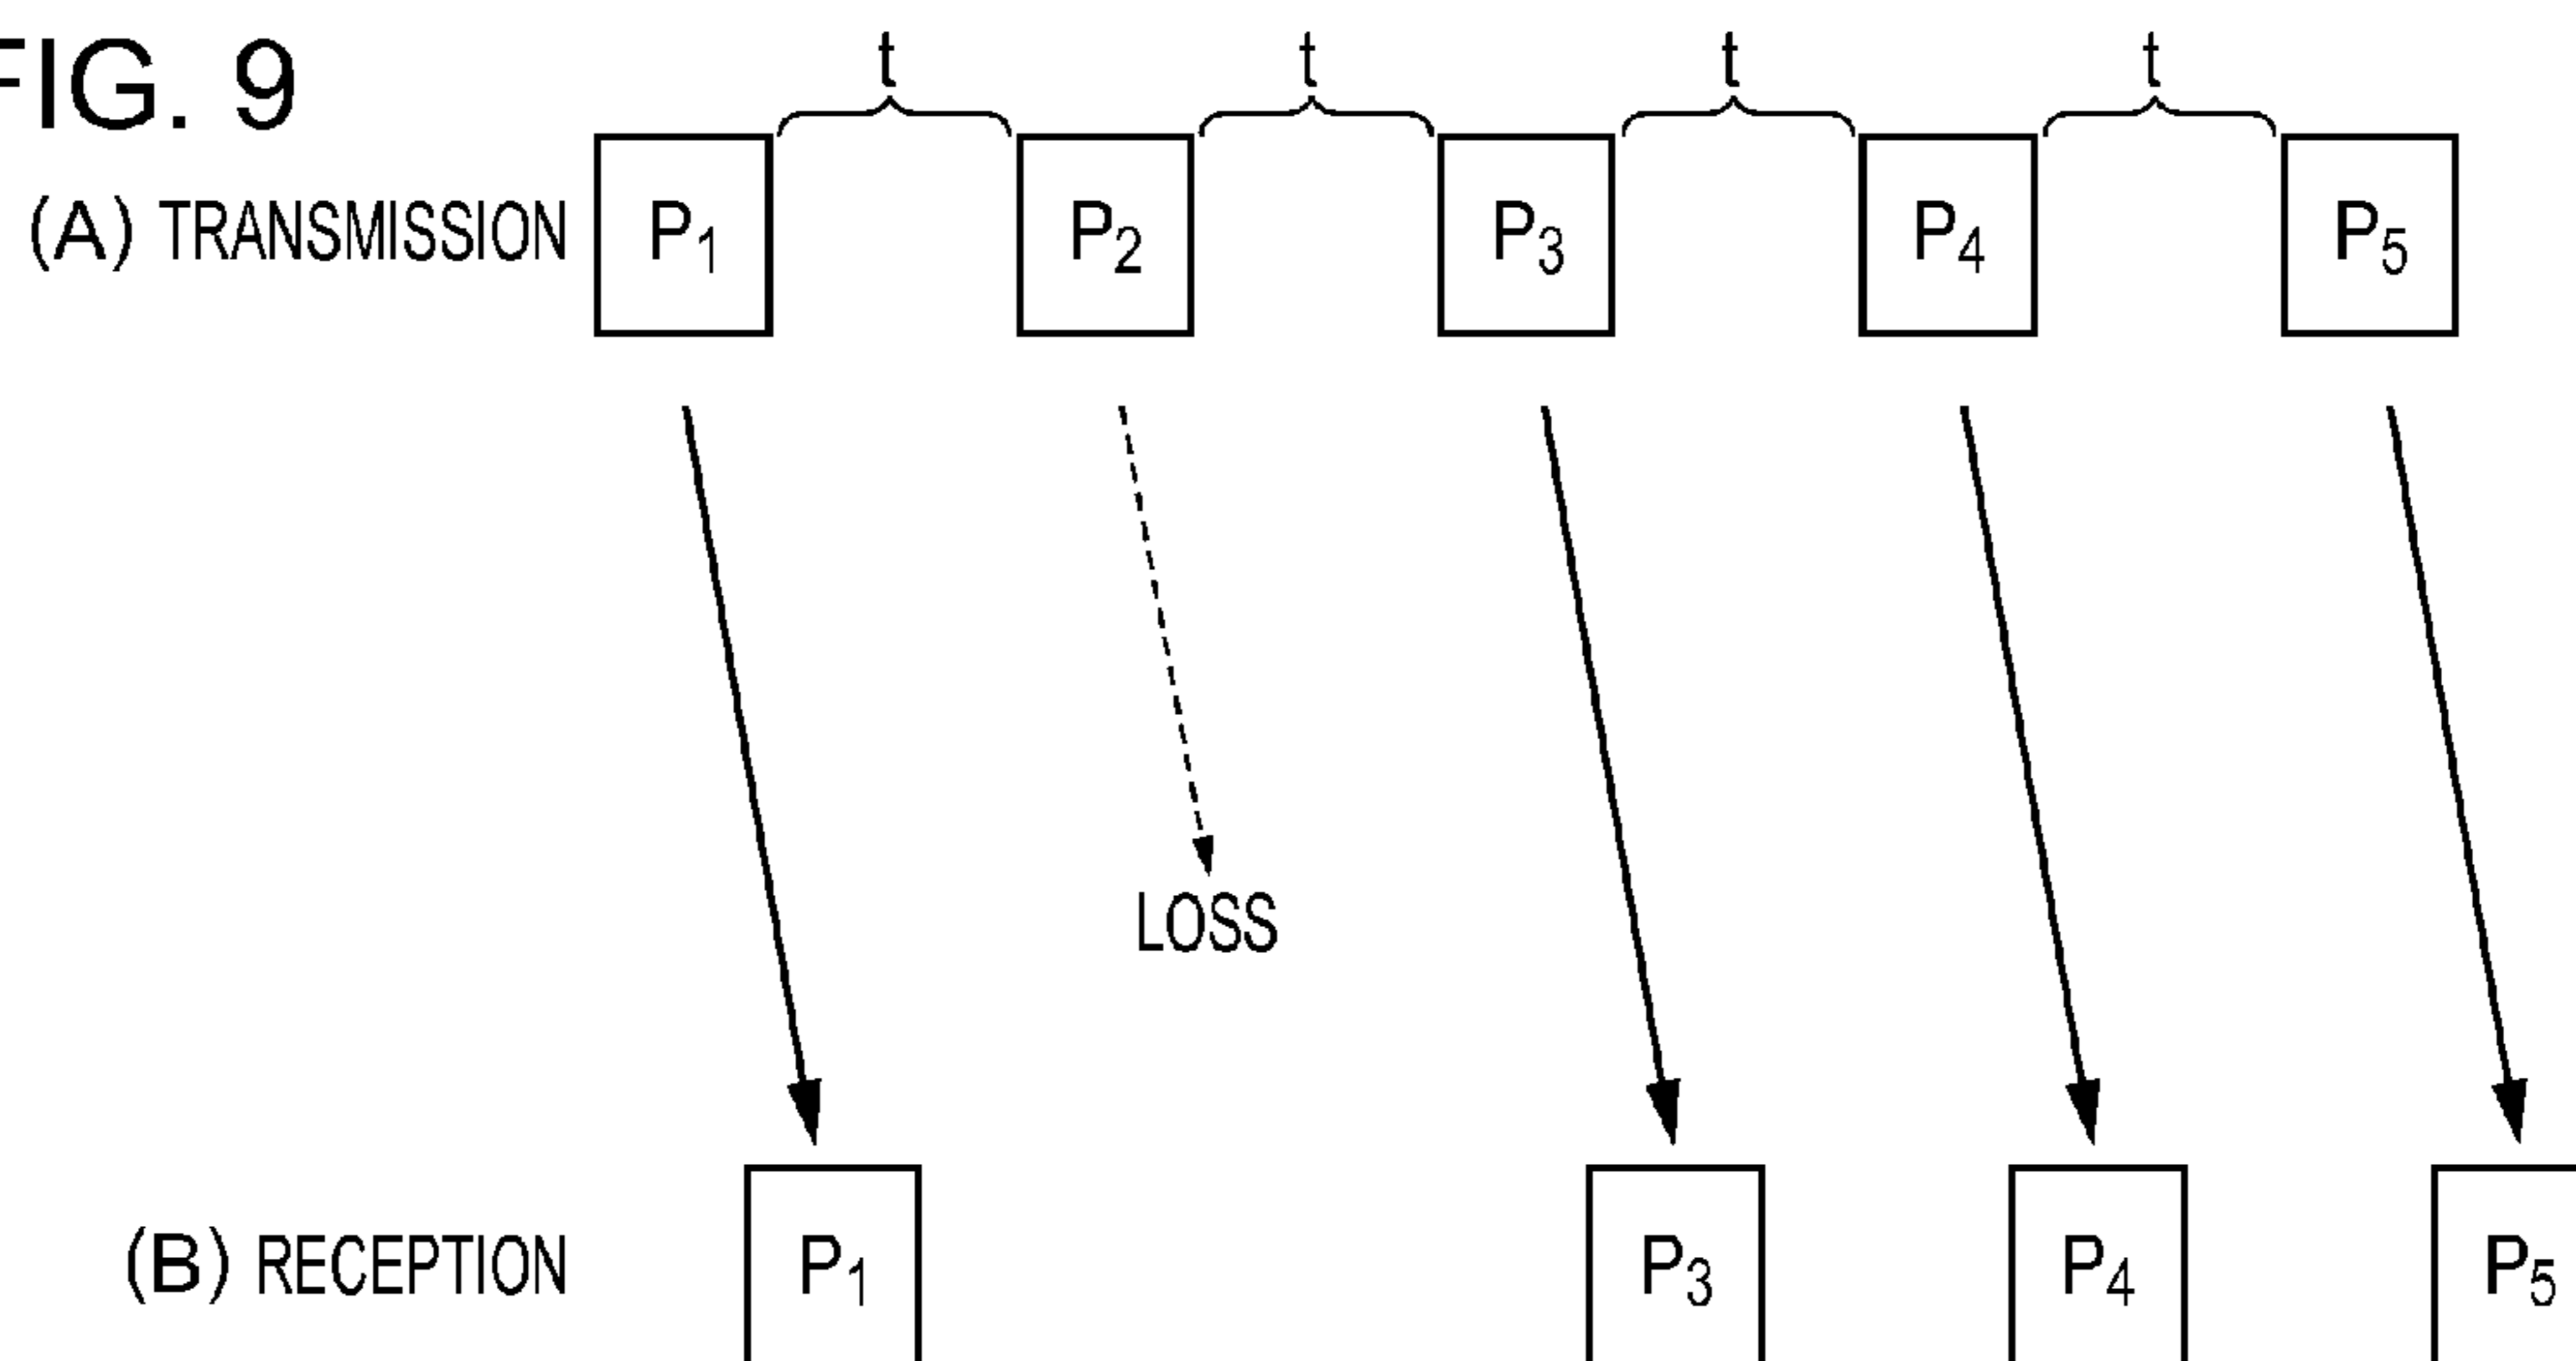 FIG. 9
t t t t
(A) TRANSMISSION P1 P2 P3 P4 P5
LOSS
(B) RECEPTION P1 P3 P4 P5